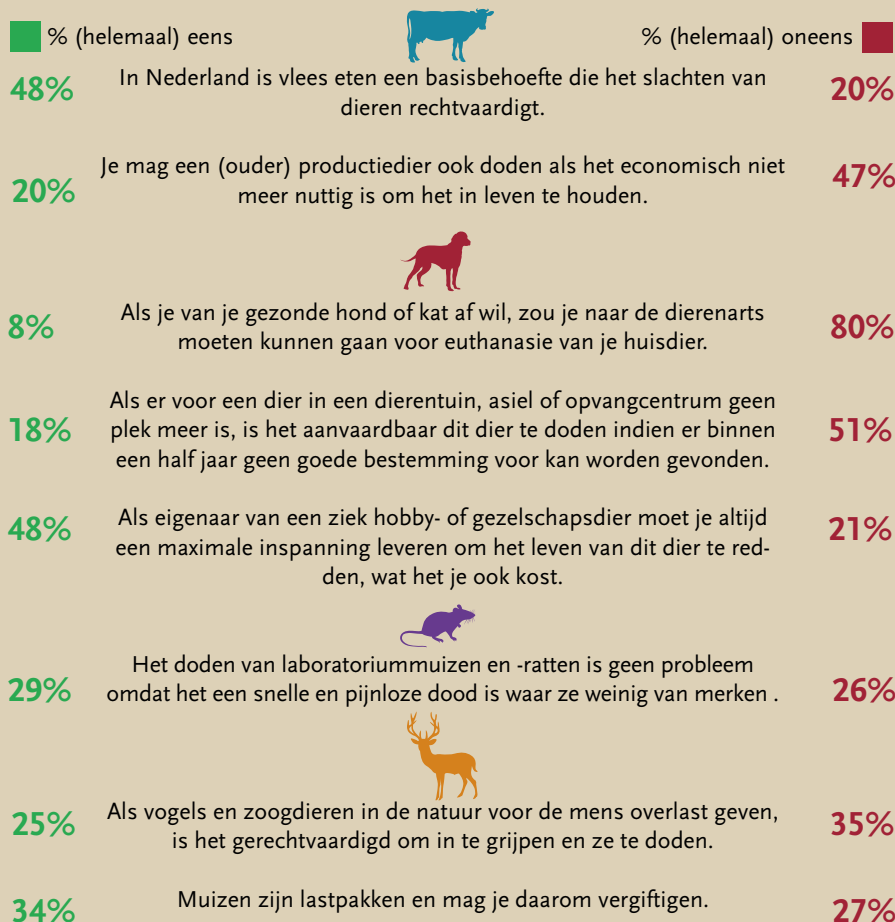 % (helemaal) eens
% (helemaal) oneens
48%
In Nederland is vlees eten een basisbehoefte die het slachten van
dieren rechtvaardigt.
20%
20%
Je mag een (ouder) productiedier ook doden als het economisch niet
meer nuttig is om het in leven te houden.
47%
8%
Als je van je gezonde hond of kat af wil, zou je naar de dierenarts
moeten kunnen gaan voor euthanasie van je huisdier.
80%
18%
Als er voor een dier in een dierentuin, asiel of opvangcentrum geen
plek meer is, is het aanvaardbaar dit dier te doden indien er binnen
een half jaar geen goede bestemming voor kan worden gevonden.
51%
48%
Als eigenaar van een ziek hobby- of gezelschapsdier moet je altijd
een maximale inspanning leveren om het leven van dit dier te red-
den, wat het je ook kost.
21%
29%
Het doden van laboratoriummuizen en -ratten is geen probleem
omdat het een snelle en pijnloze dood is waar ze weinig van merken .
26%
25%
Als vogels en zoogdieren in de natuur voor de mens overlast geven,
is het gerechtvaardigd om in te grijpen en ze te doden.
35%
34%
Muizen zijn lastpakken en mag je daarom vergiftigen.
27%